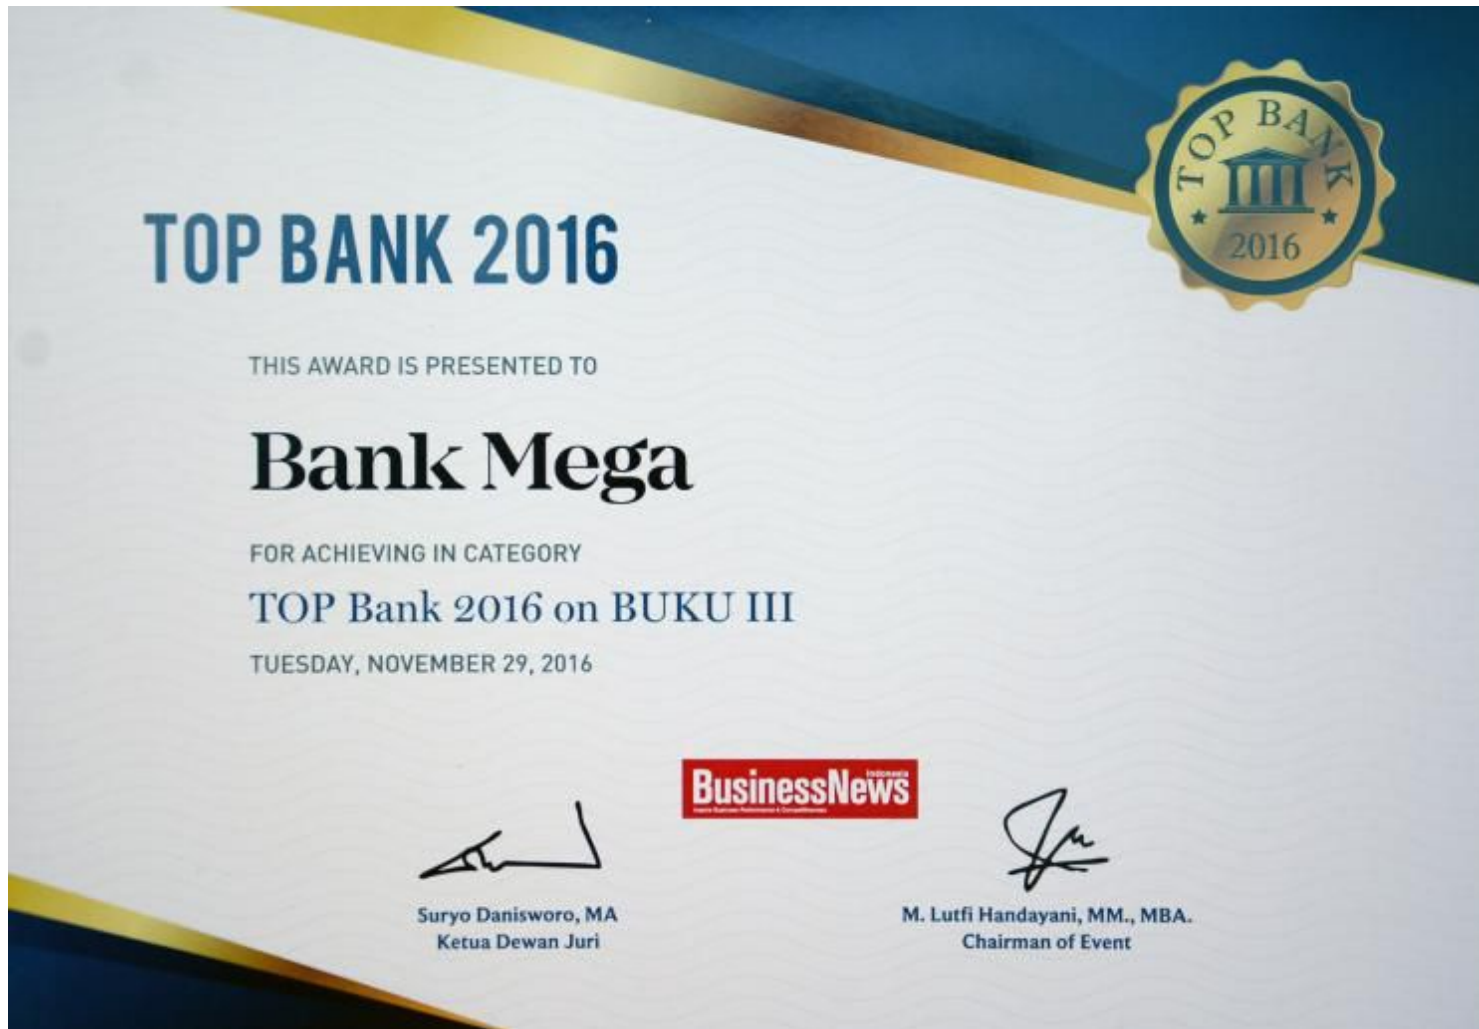 TOP BANK
2016
TOP BANK 2016
THIS AWARD IS PRESENTED TO
Bank Mega
FOR ACHIEVING IN CATEGORY
TOP Bank 2016 on BUKU III
TUESDAY, NOVEMBER 29, 2016
Indonesia
BusinessNews
Suryo Danisworo, MA
Ketua Dewan Juri
M. Lutfi Handayani, MM., MBA.
Chairman of Event